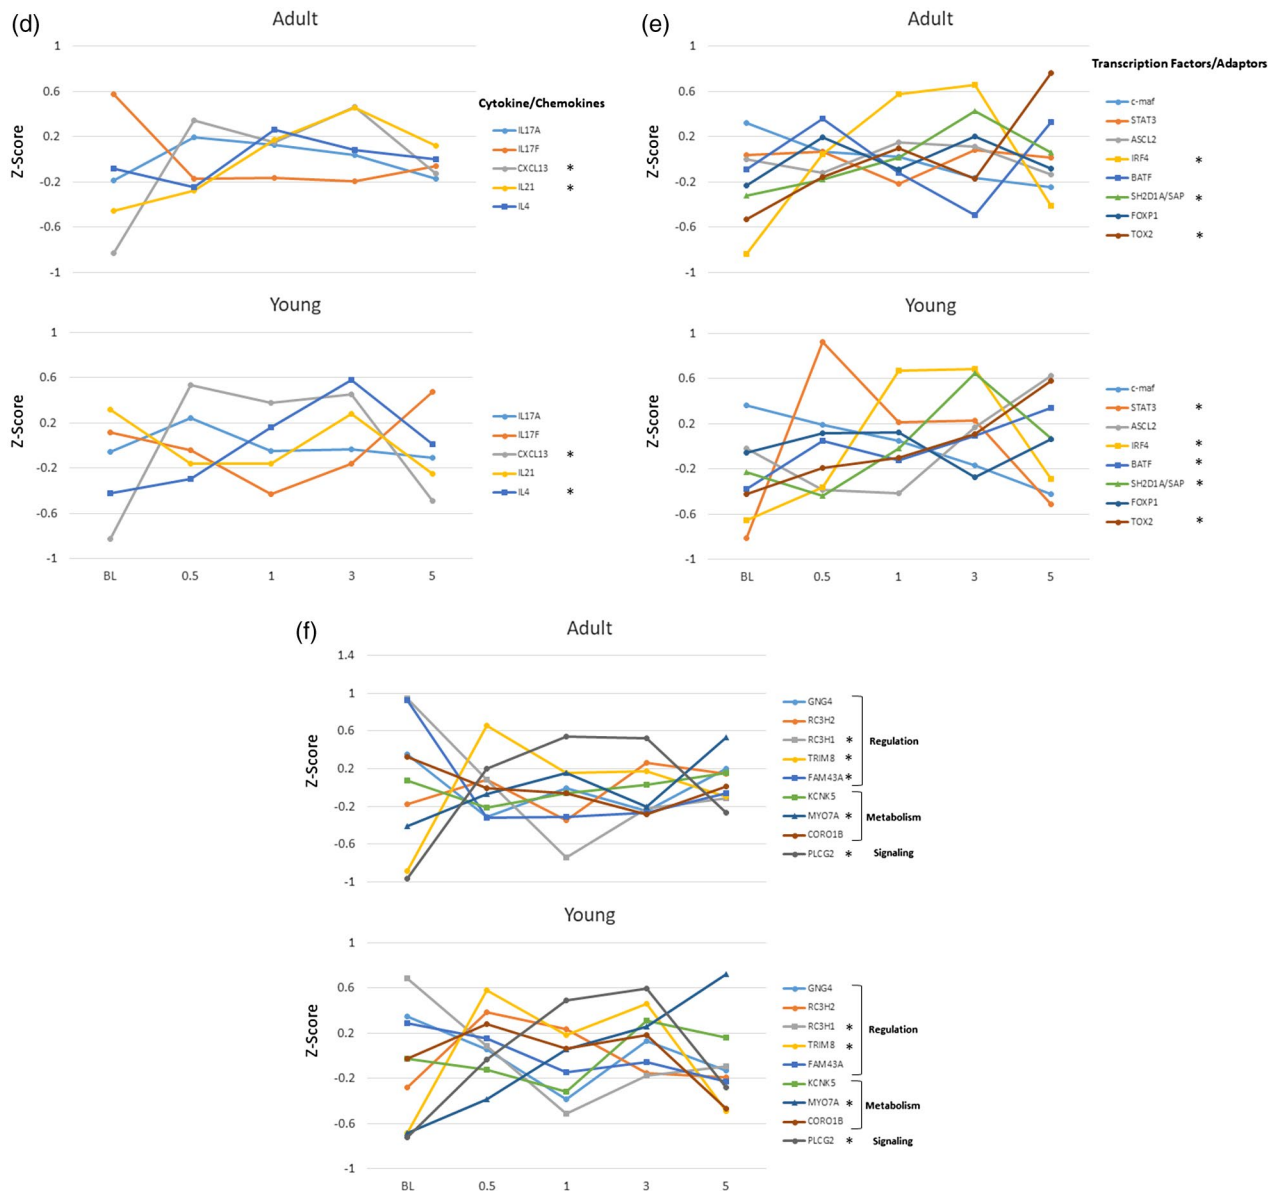 (d)
Adult
Z-Score
1
0.6
0.2
-0.2
-0.6
-1
Cytokine/Chemokines
IL17A
IL17F
CXCL13 *
IL21 *
IL4
Young
Z-Score
1
0.6
0.2
-0.2
-0.6
-1
BL 0.5 1 3 5
IL17A
IL17F
CXCL13 *
IL21
IL4 *
(e)
Adult
Z-Score
1
0.6
0.2
-0.2
-0.6
-1
Transcription Factors/Adaptors
c-maf
STAT3
ASCL2
IRF4 *
BATF
SH2D1A/SAP *
FOXP1
TOX2 *
Young
Z-Score
1
0.6
0.2
-0.2
-0.6
-1
BL 0.5 1 3 5
c-maf
STAT3 *
ASCL2
IRF4 *
BATF *
SH2D1A/SAP *
FOXP1
TOX2 *
(f)
Adult
Z-Score
1.4
1
0.6
0.2
-0.2
-0.6
-1
GNG4
RC3H2
RC3H1 *
Regulation
TRIM8 *
FAM43A *
KCNK5
MYO7A * Metabolism
CORO1B
PLCG2 * Signaling
Young
Z-Score
1
0.6
0.2
-0.2
-0.6
-1
BL 0.5 1 3 5
GNG4
RC3H2
RC3H1 * Regulation
TRIM8 *
FAM43A
KCNK5
MYO7A * Metabolism
CORO1B
PLCG2 * Signaling